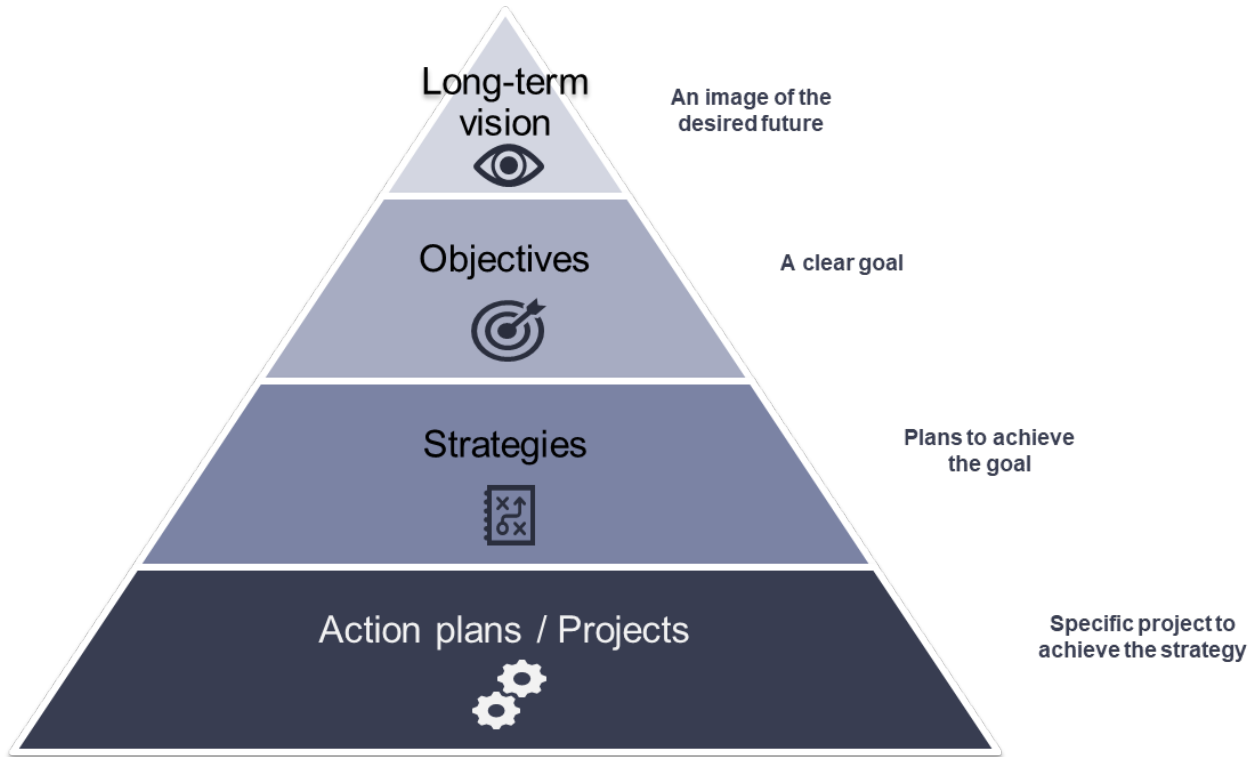 Long-term
vision
An image of the
desired future
Objectives
A clear goal
Strategies
Plans to achieve
the goal
Action plans / Projects
Specific project to
achieve the strategy